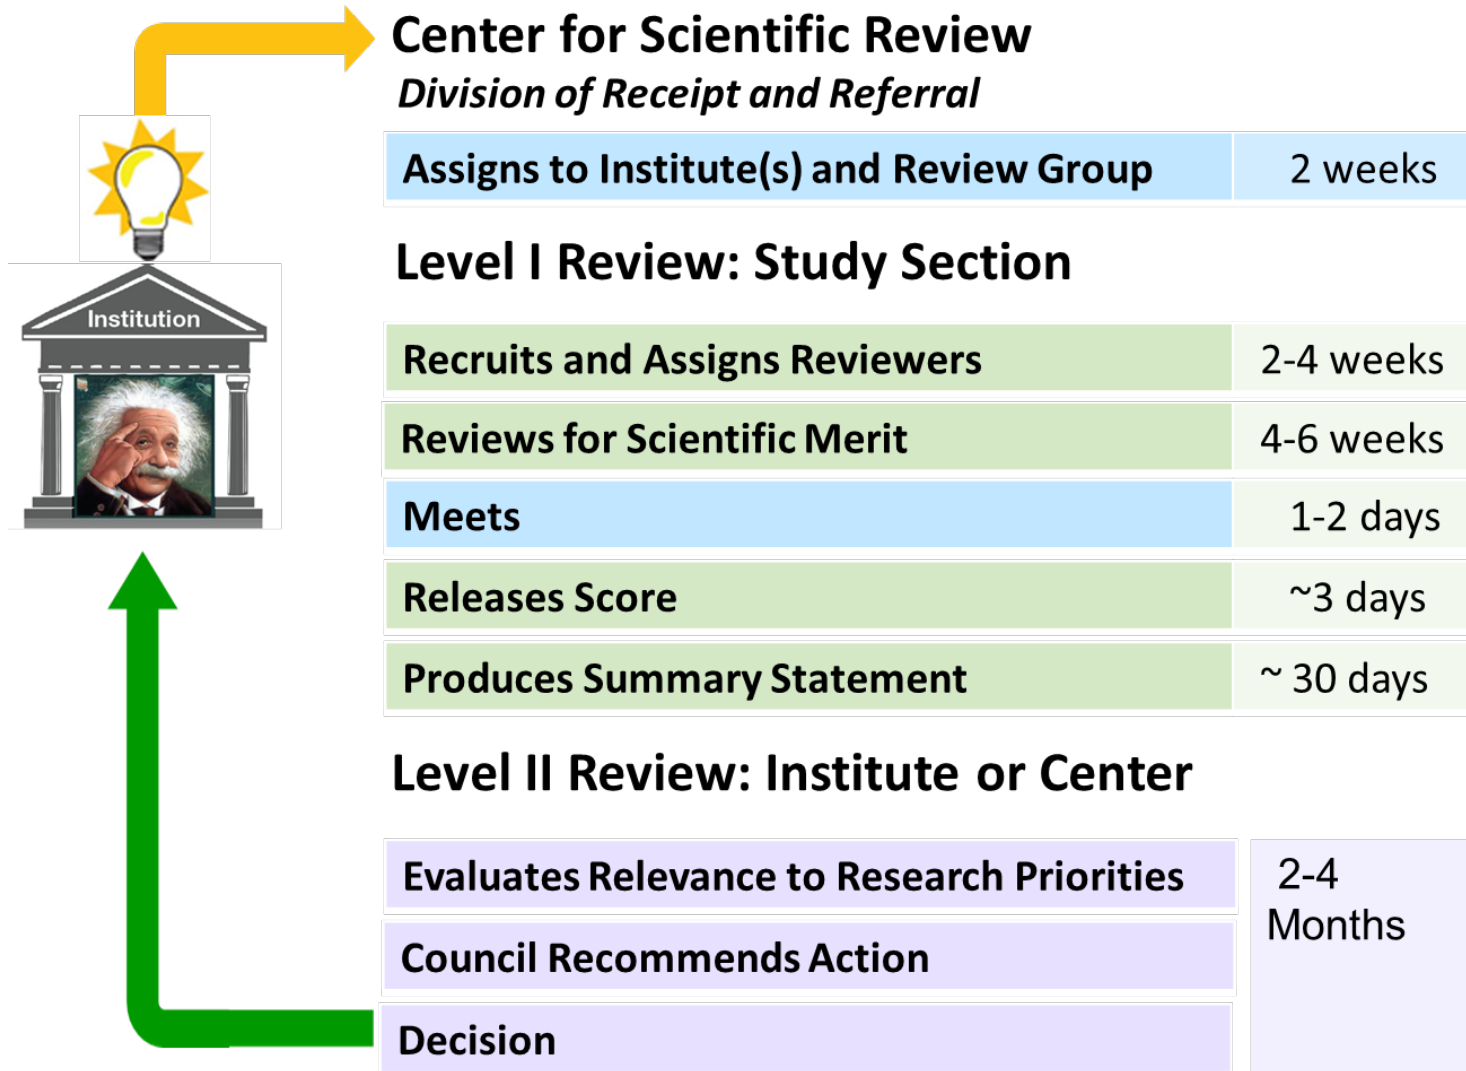 Center for Scientific Review
Division of Receipt and Referral
Assigns to Institute(s) and Review Group 2 weeks
Level I Review: Study Section
Institution
Recruits and Assigns Reviewers 2-4 weeks
Reviews for Scientific Merit 4-6 weeks
Meets 1-2 days
Releases Score ~3 days
Produces Summary Statement ~ 30 days
Level II Review: Institute or Center
Evaluates Relevance to Research Priorities 2-4
Months
Council Recommends Action
Decision